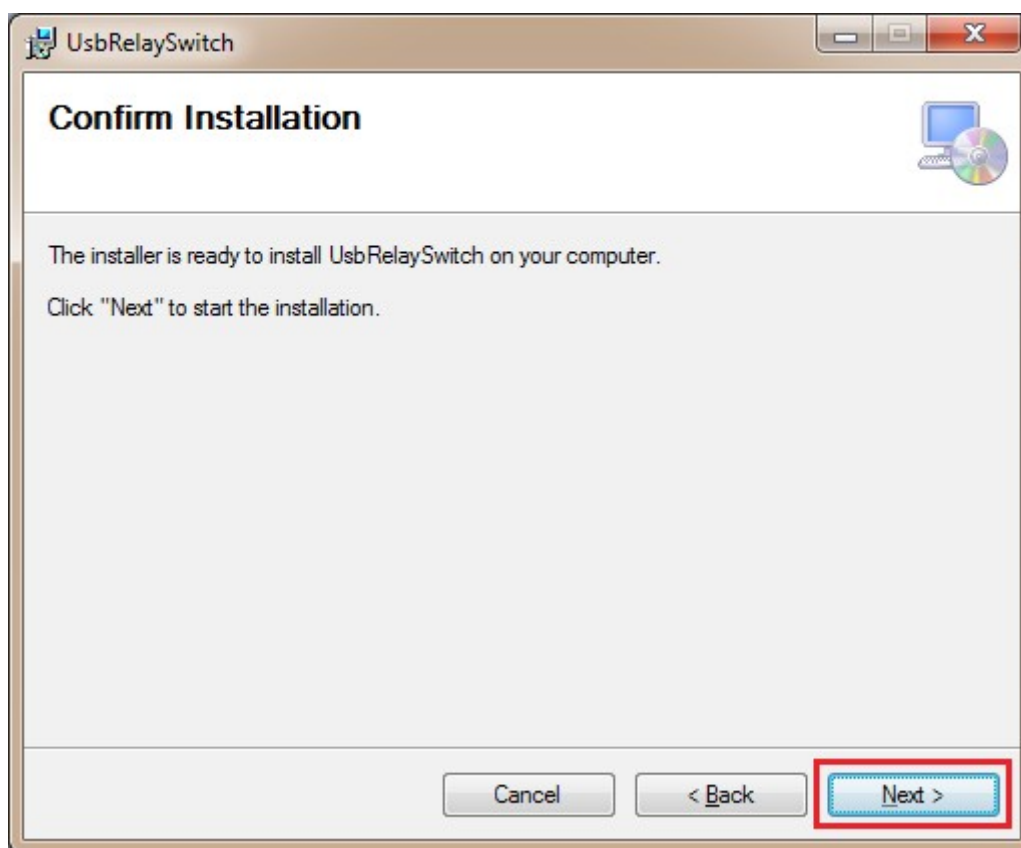 UsbRelaySwitch
Confirm Installation
The installer is ready to install UsbRelaySwitch on your computer.
Click "Next" to start the installation.
Cancel
< Back
Next >